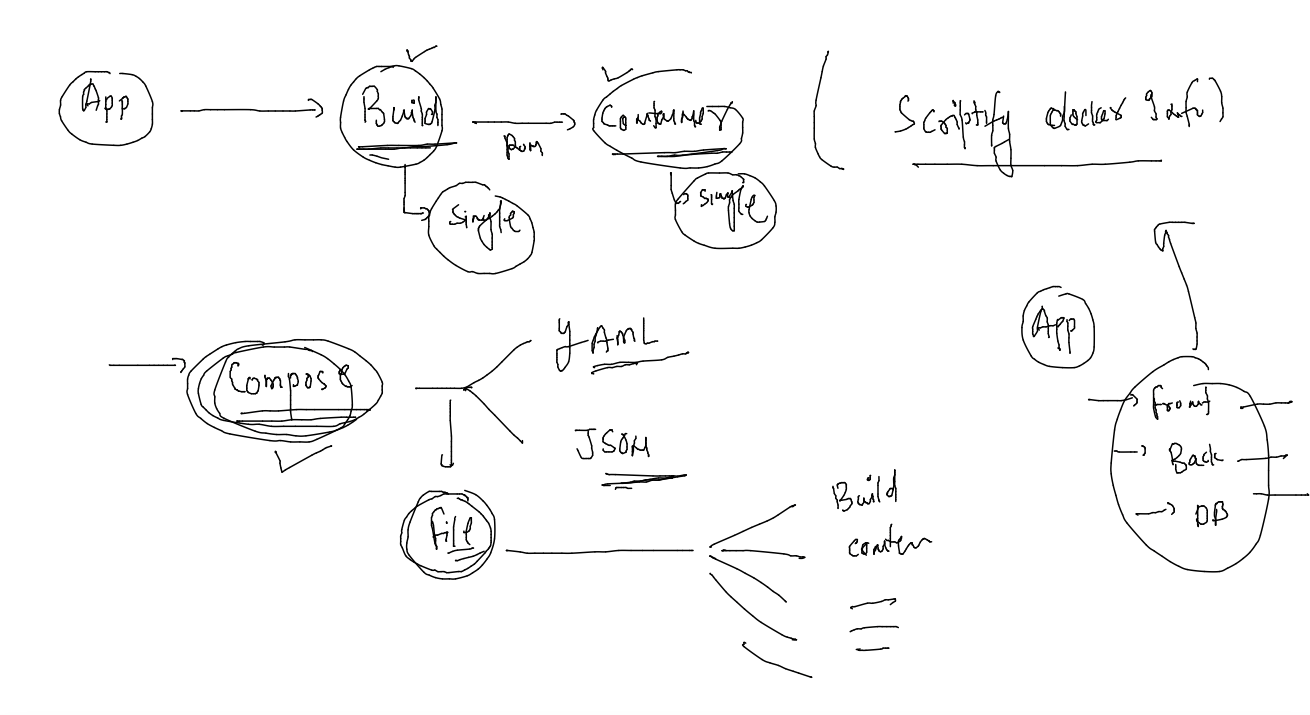 App
Build
Run
Container
(Scriptify docker Info)
Single
Single
App
Compose
YAML
JSON
File
Build
Conten
Front
Back
DB